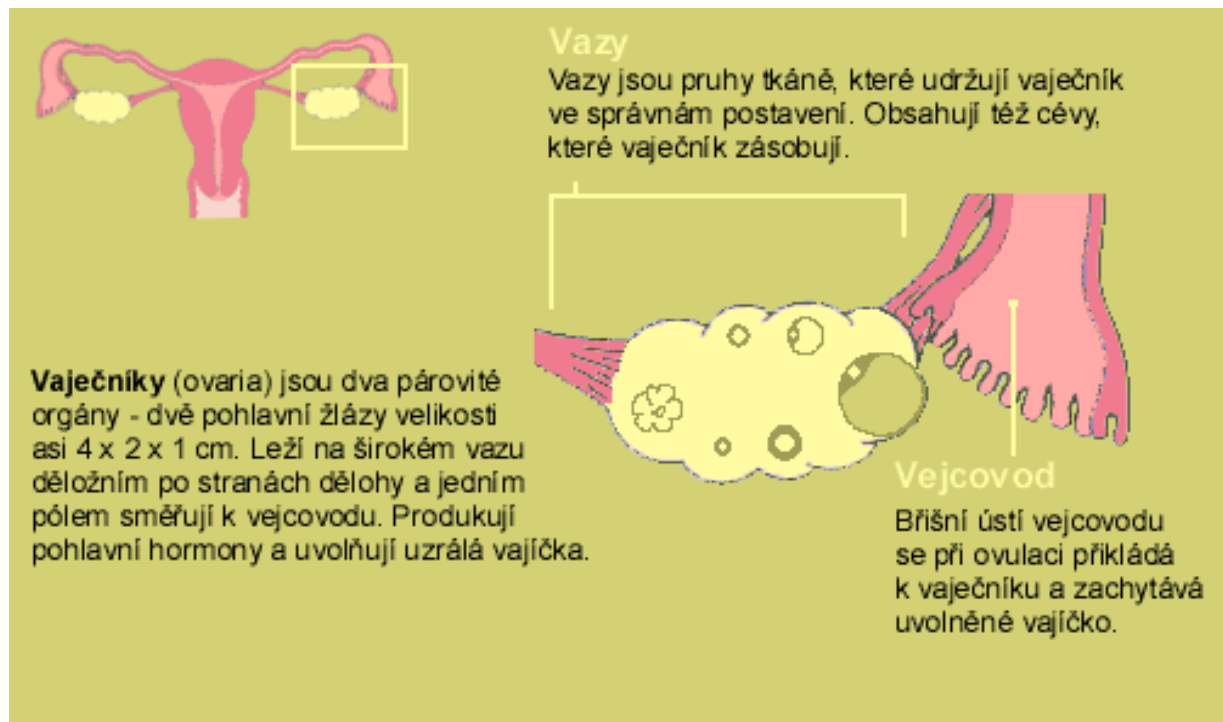 Vazy
Vazy jsou pruhy tkáně, které udržují vaječník
ve správnám postavení. Obsahují též cévy,
které vaječník zásobují.
Vaječníky (ovaria) jsou dva párovité
orgány - dvě pohlavní žlázy velikosti
asi 4 x 2 x 1 cm. Leží na širokém vazu
děložním po stranách dělohy a jedním
pólem směřují k vejcovodu. Produkují
pohlavní hormony a uvolňují uzrálá vajíčka.
Vejcovod
Břišní ústí vejcovodu
se při ovulaci přikládá
k vaječníku a zachytává
uvolněné vajíčko.